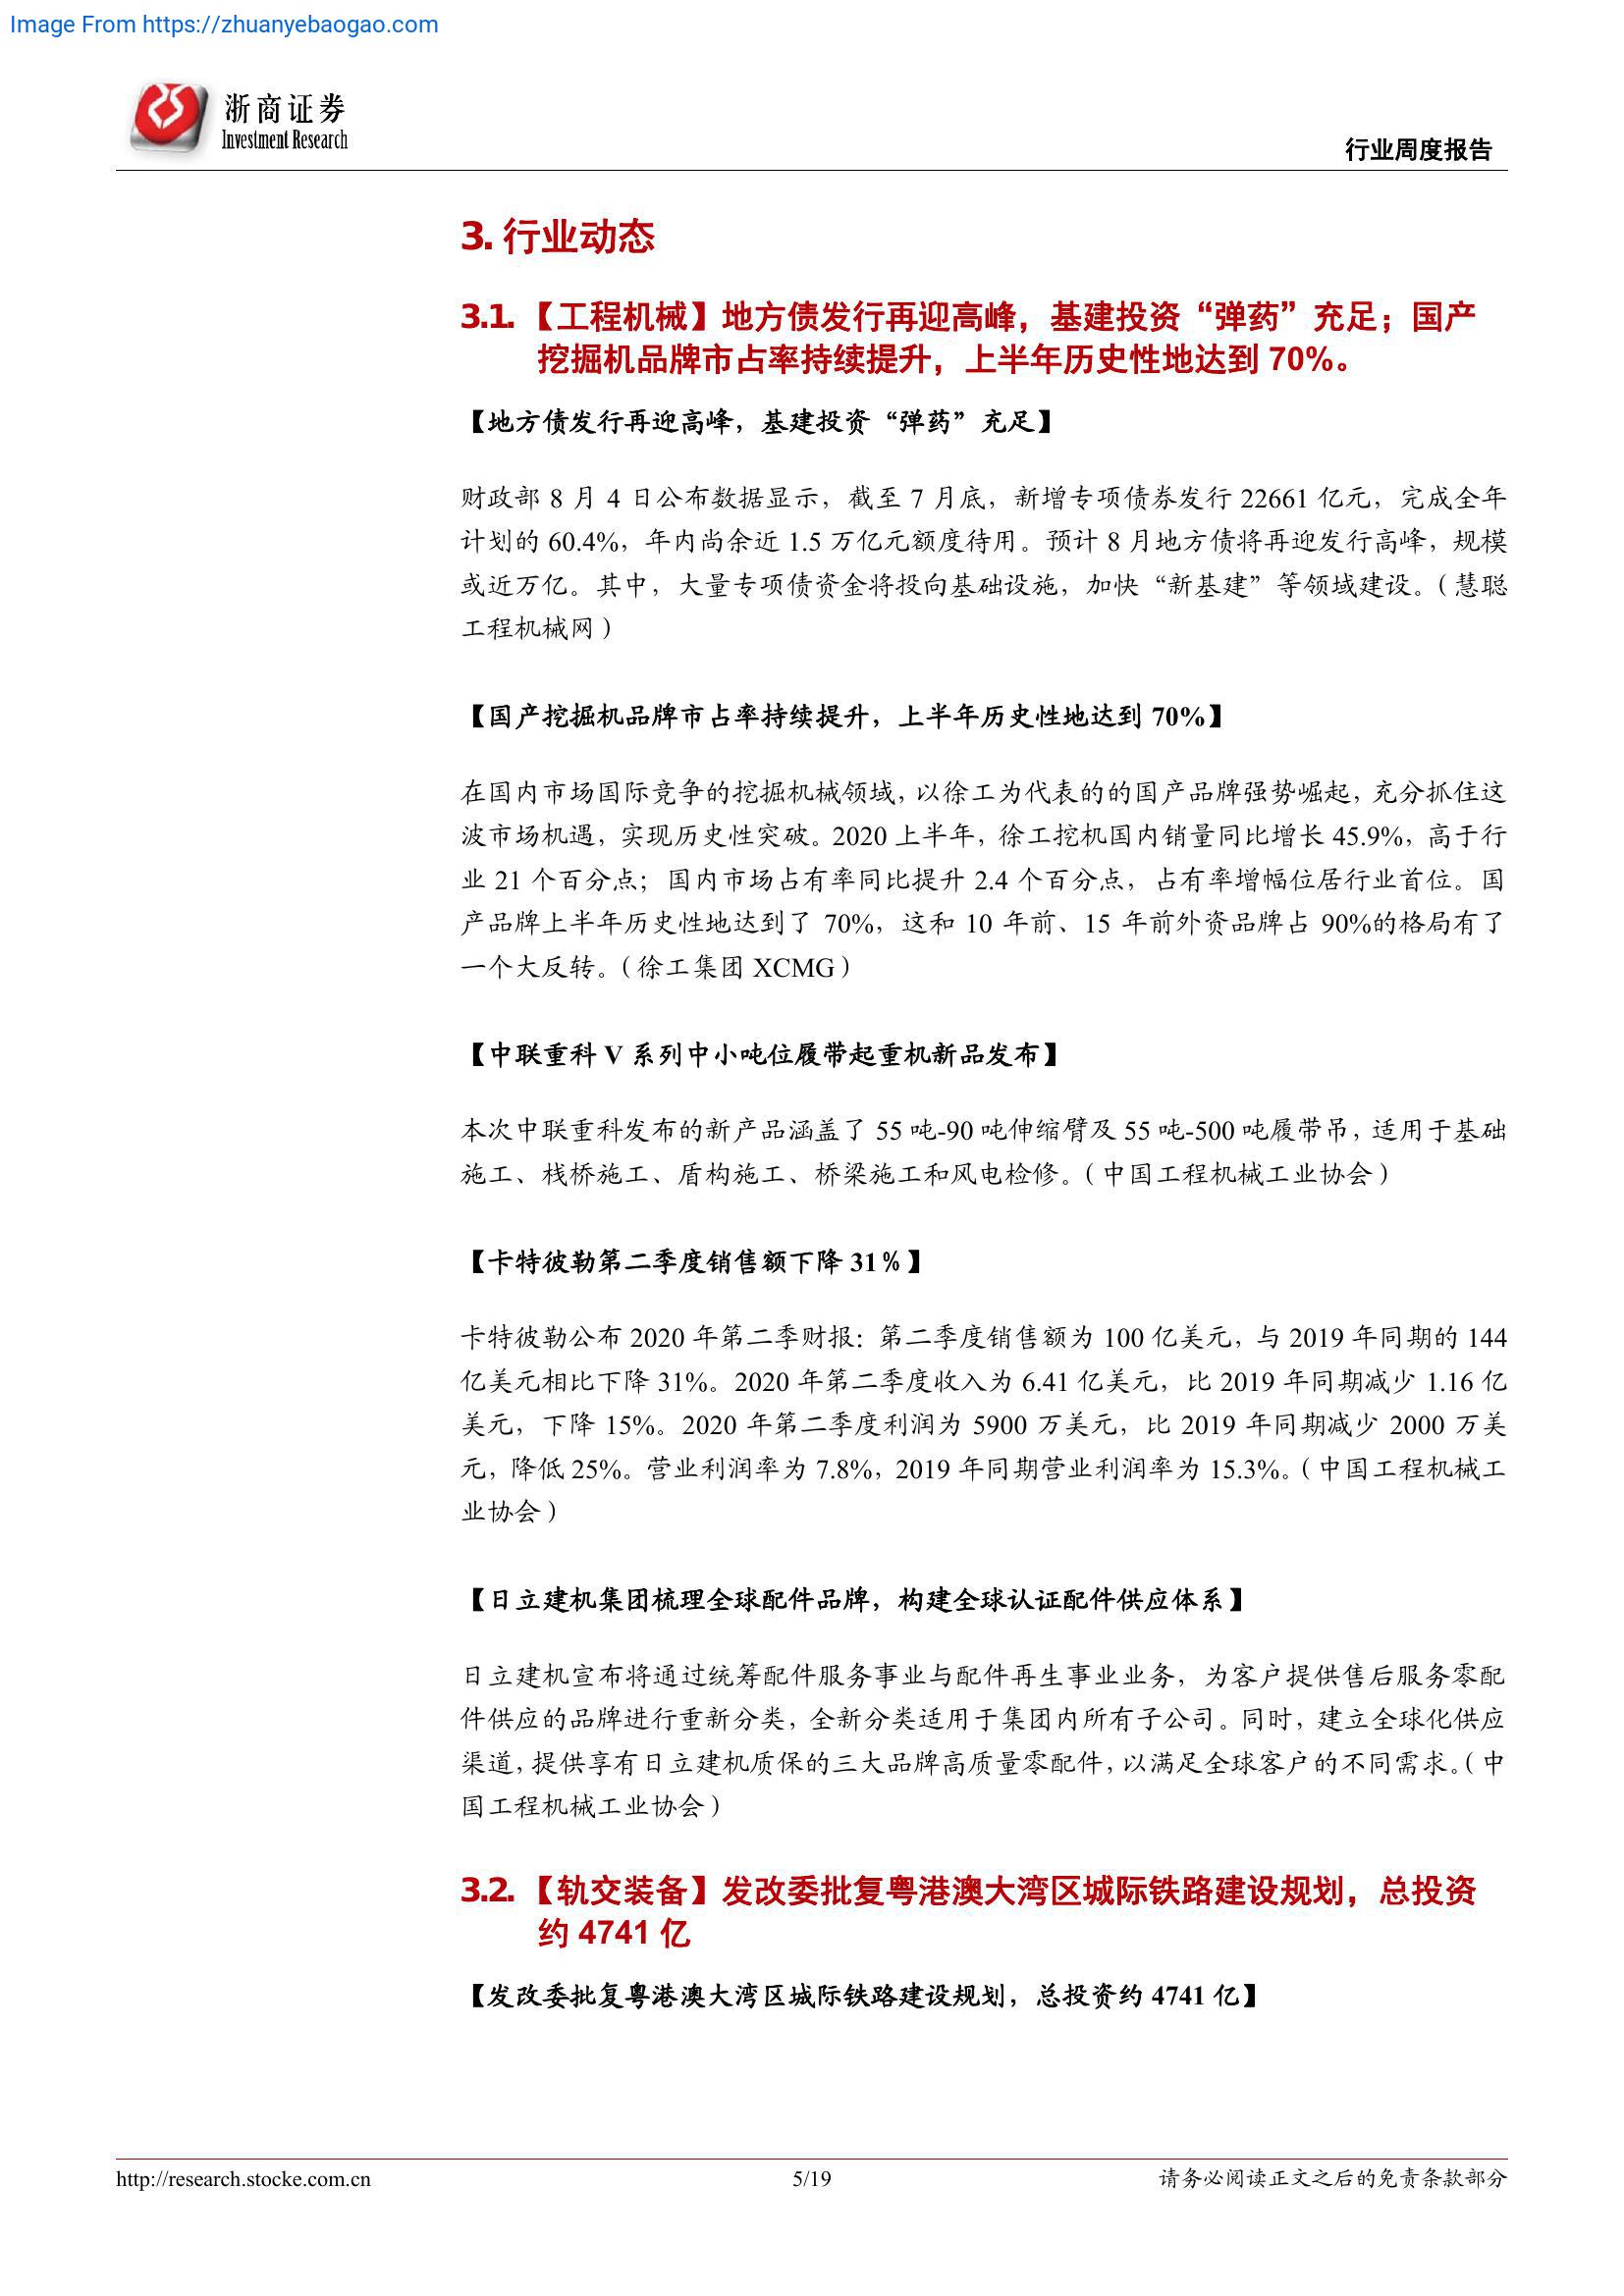 Image From https://zhuanyebaogao.com
浙商证券
Investment Research
行业周度报告
3. 行业动态
3.1. 【工程机械】地方债发行再迎高峰，基建投资“弹药”充足；国产
挖掘机品牌市占率持续提升，上半年历史性地达到 70%。
【地方债发行再迎高峰，基建投资“弹药”充足】
财政部 8 月 4 日公布数据显示，截至 7 月底，新增专项债券发行 22661 亿元，完成全年
计划的 60.4%，年内尚余近 1.5 万亿元额度待用。预计 8 月地方债将再迎发行高峰，规模
或近万亿。其中，大量专项债资金将投向基础设施，加快“新基建”等领域建设。（慧聪
工程机械网）
【国产挖掘机品牌市占率持续提升，上半年历史性地达到 70%】
在国内市场国际竞争的挖掘机械领域，以徐工为代表的的国产品牌强势崛起，充分抓住这
波市场机遇，实现历史性突破。2020 上半年，徐工挖机国内销量同比增长 45.9%，高于行
业 21 个百分点；国内市场占有率同比提升 2.4 个百分点，占有率增幅位居行业首位。国
产品牌上半年历史性地达到了 70%，这和 10 年前、15 年前外资品牌占 90%的格局有了
一个大反转。（徐工集团 XCMG）
【中联重科 V 系列中小吨位履带起重机新品发布】
本次中联重科发布的新产品涵盖了 55 吨-90 吨伸缩臂及 55 吨-500 吨履带吊，适用于基础
施工、栈桥施工、盾构施工、桥梁施工和风电检修。（中国工程机械工业协会）
【卡特彼勒第二季度销售额下降 31％】
卡特彼勒公布 2020 年第二季财报：第二季度销售额为 100 亿美元，与 2019 年同期的 144
亿美元相比下降 31%。2020 年第二季度收入为 6.41 亿美元，比 2019 年同期减少 1.16 亿
美元，下降 15%。2020 年第二季度利润为 5900 万美元，比 2019 年同期减少 2000 万美
元，降低 25%。营业利润率为 7.8%，2019 年同期营业利润率为 15.3%。（中国工程机械工
业协会）
【日立建机集团梳理全球配件品牌，构建全球认证配件供应体系】
日立建机宣布将通过统筹配件服务事业与配件再生事业业务，为客户提供售后服务零配
件供应的品牌进行重新分类，全新分类适用于集团内所有子公司。同时，建立全球化供应
渠道，提供享有日立建机质保的三大品牌高质量零配件，以满足全球客户的不同需求。（中
国工程机械工业协会）
3.2. 【轨交装备】发改委批复粤港澳大湾区城际铁路建设规划，总投资
约 4741 亿
【发改委批复粤港澳大湾区城际铁路建设规划，总投资约 4741 亿】
http://research.stocke.com.cn
5/19
请务必阅读正文之后的免责条款部分